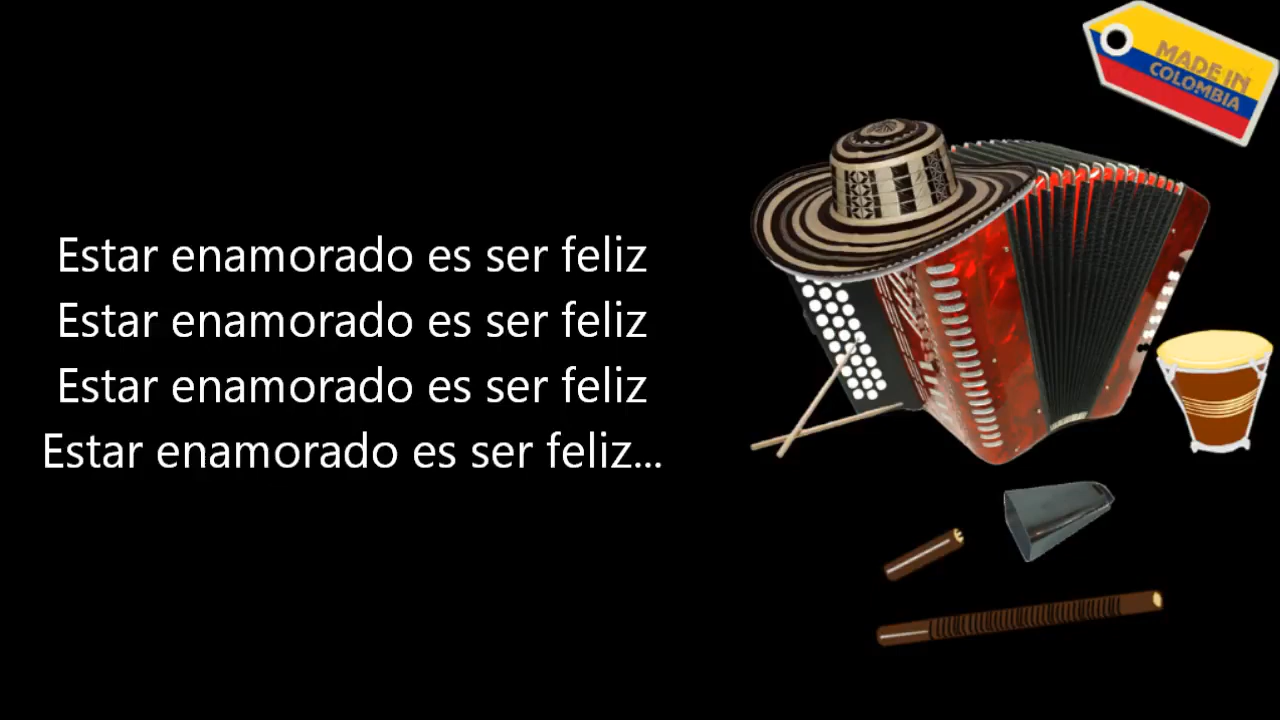 MADE IN
COLOMBIA
Estar enamorado es ser feliz
Estar enamorado es ser feliz
Estar enamorado es ser feliz
Estar enamorado es ser feliz...